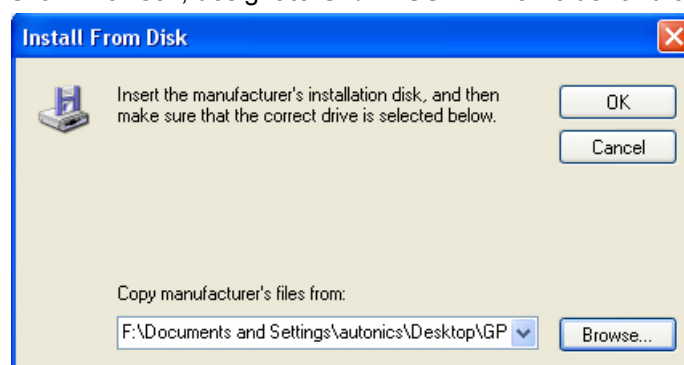 Install From Disk
Insert the manufacturer's installation disk, and then
make sure that the correct drive is selected below.
OK
Cancel
Copy manufacturer's files from:
F:\Documents and Settings\autonics\Desktop\GP
Browse...